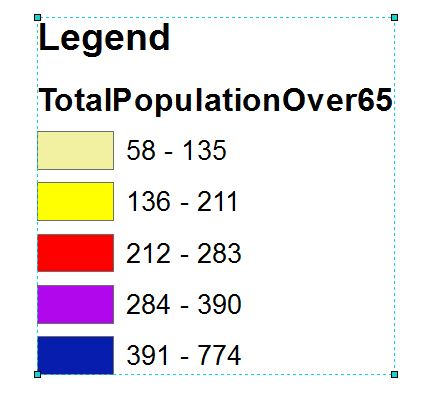 Legend
TotalPopulationOver65
58 - 135
136 - 211
212 - 283
284 - 390
391 - 774